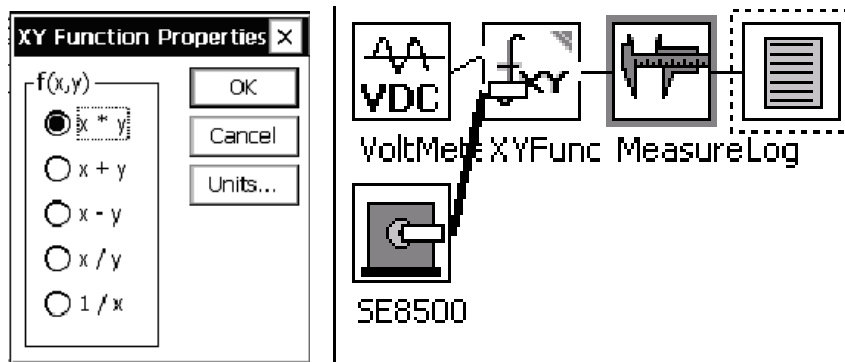 XY Function Properties
f(x,y)
x * y
x + y
x - y
x / y
1 / x
OK
Cancel
Units...
VDC
XY
VoltMete XYFunc MeasureLog
SE8500